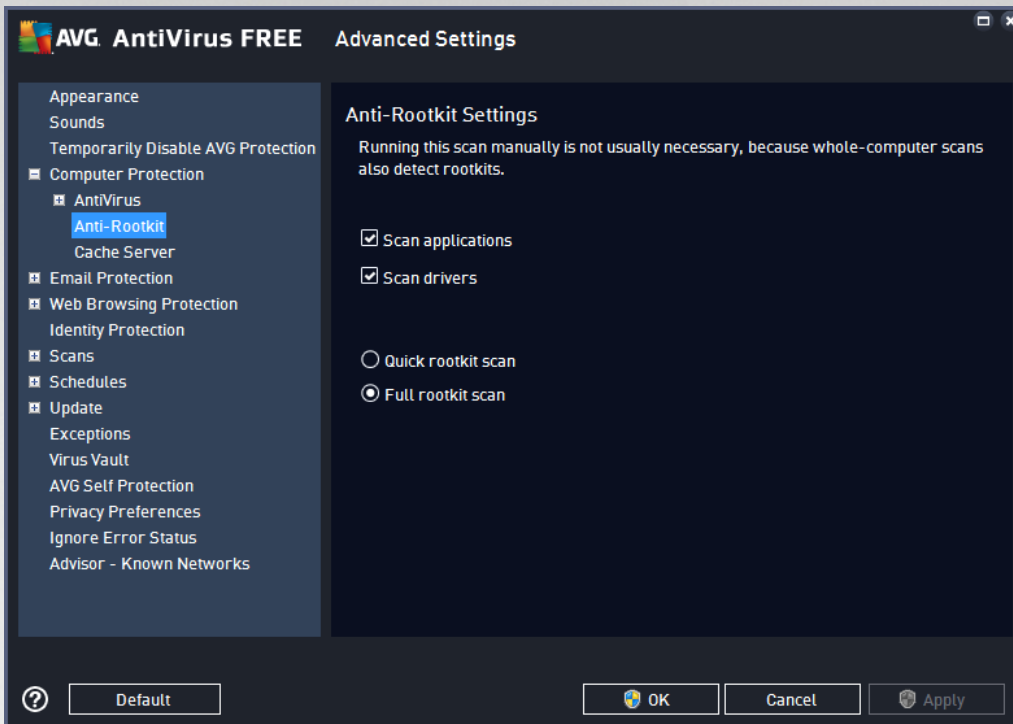 AVG. AntiVirus FREE Advanced Settings
Appearance
Sounds
Temporarily Disable AVG Protection
Computer Protection
AntiVirus
Anti-Rootkit
Cache Server
Email Protection
Web Browsing Protection
Identity Protection
Scans
Schedules
Update
Exceptions
Virus Vault
AVG Self Protection
Privacy Preferences
Ignore Error Status
Advisor - Known Networks
Anti-Rootkit Settings
Running this scan manually is not usually necessary, because whole-computer scans
also detect rootkits.
Scan applications
Scan drivers
Quick rootkit scan
Full rootkit scan
? Default OK Cancel Apply